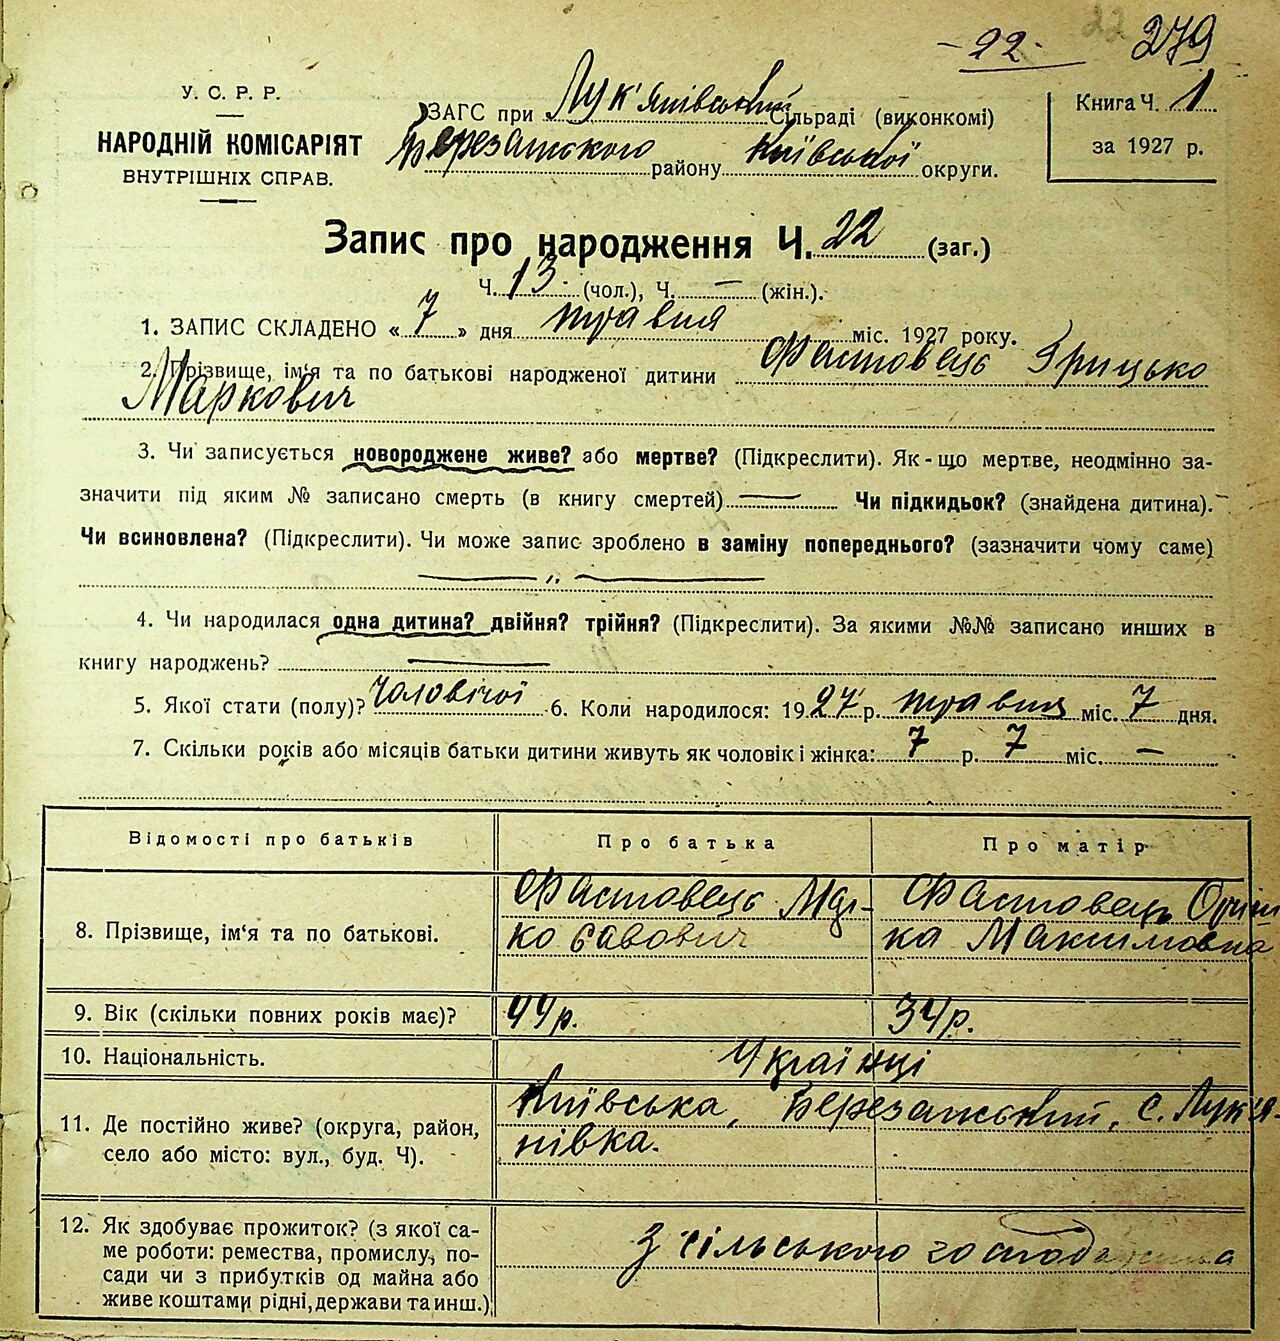 - 22 - 279
У. С. Р. Р.
НАРОДНІЙ КОМІСАРІЯТ
ВНУТРІШНІХ СПРАВ.
ЗАГС при Лук'янівський Сільраді (виконкомі)
Березанського району Київської округи.
Книга Ч. 1
за 1927 р.
Запис про народження Ч. 22 (заг.)
Ч. 13 (чол.), Ч. — (жін.).
1. ЗАПИС СКЛАДЕНО « 7 » дня травня міс. 1927 року.
2. Прізвище, ім'я та по батькові народженої дитини Фастовець Грицько
Маркович
3. Чи записується новороджене живе? або мертве? (Підкреслити). Як-що мертве, неодмінно за-
значити під яким № записано смерть (в книгу смертей) — Чи підкидьок? (знайдена дитина).
Чи всиновлена? (Підкреслити). Чи може запис зроблено в заміну попереднього? (зазначити чому саме)
— „ —
4. Чи народилася одна дитина? двійня? трійня? (Підкреслити). За якими №№ записано инших в
книгу народжень? —
5. Якої стати (полу)? Чоловічої 6. Коли народилося: 1927 р. травня міс. 7 дня.
7. Скільки років або місяців батьки дитини живуть як чоловік і жінка: 7 р. 7 міс. —
Відомості про батьків Про батька Про матір
8. Прізвище, ім'я та по батькові.
Фастовець Мар-
ко Савович
Фастовець Орин
ка Максимовна
9. Вік (скільки повних років має)? 44 р. 34 р.
10. Національність. Українці
11. Де постійно живе? (округа, район,
село або місто: вул., буд. Ч).
Київська, Березанський, с. Лук'я
нівка.
12. Як здобуває прожиток? (з якої са-
ме роботи: ремества, промислу, по-
сади чи з прибутків од майна або
живе коштами рідні, держави та инш.)
З сільського господарства